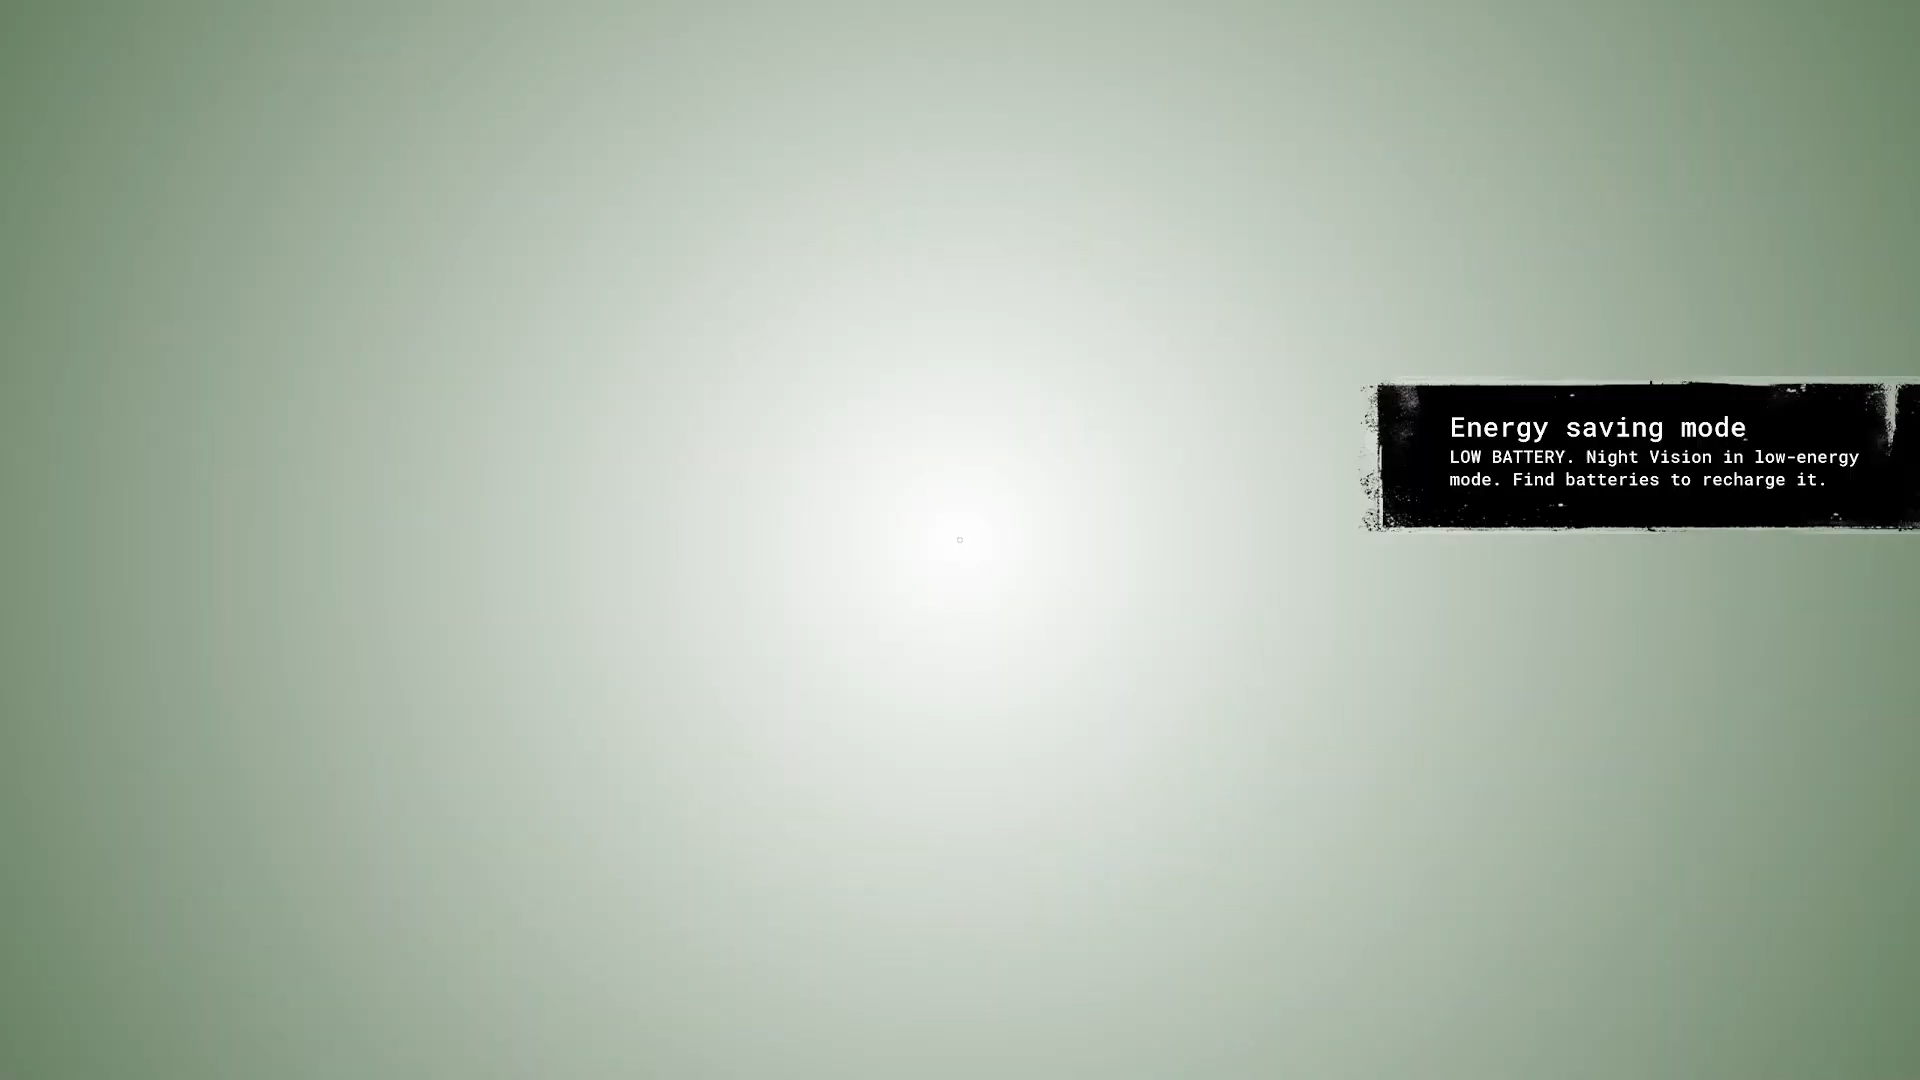 Energy saving mode
LOW BATTERY. Night Vision in low-energy
mode. Find batteries to recharge it.